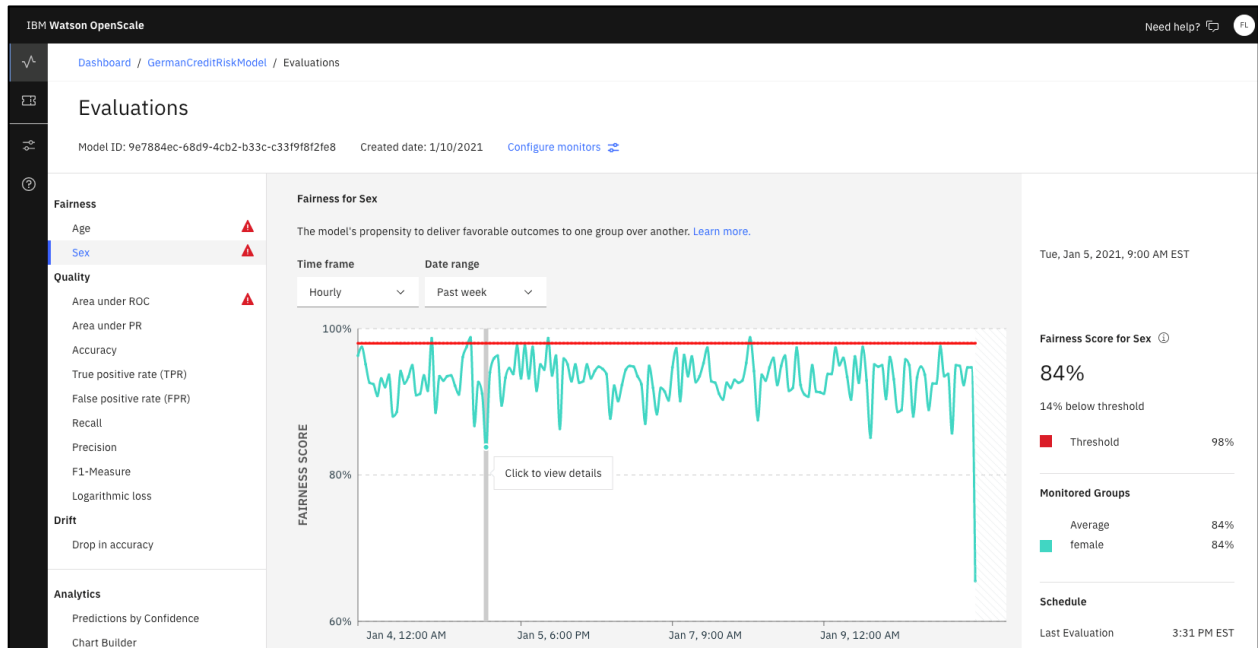 IBM Watson OpenScale
Need help?
FL
Dashboard / GermanCreditRiskModel / Evaluations
Evaluations
Model ID: 9e7884ec-68d9-4cb2-b33c-c33f9f8f2fe8 Created date: 1/10/2021 Configure monitors
Fairness
Age
Sex
Quality
Area under ROC
Area under PR
Accuracy
True positive rate (TPR)
False positive rate (FPR)
Recall
Precision
F1-Measure
Logarithmic loss
Drift
Drop in accuracy
Analytics
Predictions by Confidence
Chart Builder
Fairness for Sex
The model's propensity to deliver favorable outcomes to one group over another. Learn more.
Time frame Date range
Hourly Past week
100%
80%
60%
FAIRNESS SCORE
Click to view details
Jan 4, 12:00 AM Jan 5, 6:00 PM Jan 7, 9:00 AM Jan 9, 12:00 AM
Tue, Jan 5, 2021, 9:00 AM EST
Fairness Score for Sex
84%
14% below threshold
Threshold 98%
Monitored Groups
Average 84%
female 84%
Schedule
Last Evaluation 3:31 PM EST